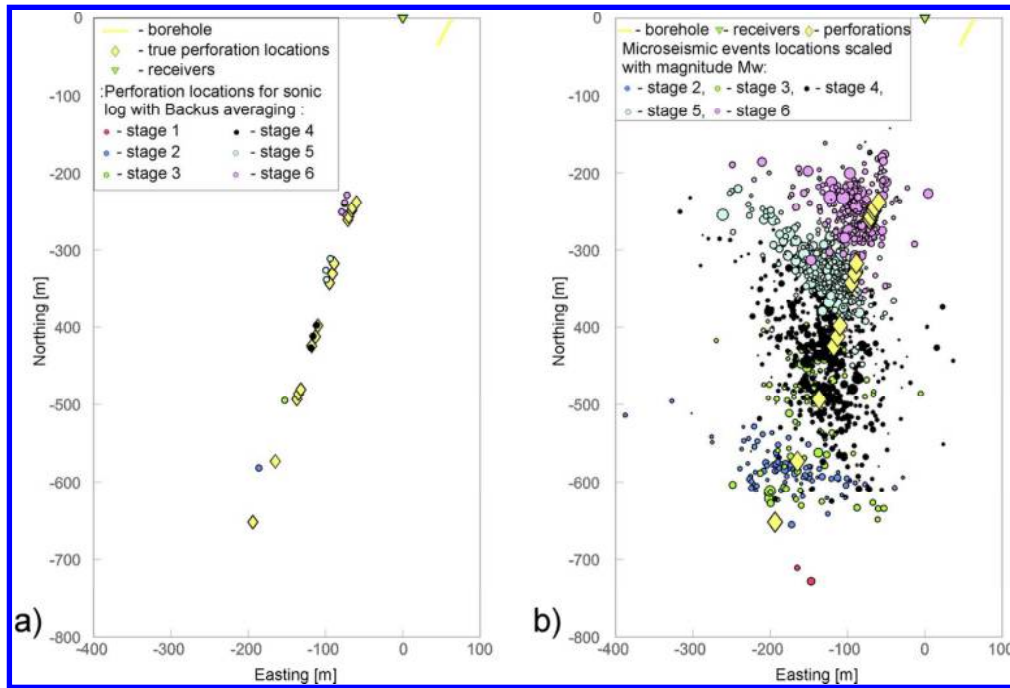 0
-100
-200
-300
-400
-500
-600
-700
-800
Northing [m]
-400
-300
-200
-100
0
100
Easting [m]
- borehole
- true perforation locations
- receivers
:Perforation locations for sonic
log with Backus averaging :
- stage 1
- stage 4
- stage 2
- stage 5
- stage 3
- stage 6
a)
0
-100
-200
-300
400
-500
-600
-700
-800
Northing [m]
-400
-300
-200
-100
0
100
Easting [m]
- borehole - receivers - perforations
Microseismic events locations scaled
with magnitude Mw:
- stage 2, - stage 3, - stage 4,
- stage 5, - stage 6
b)